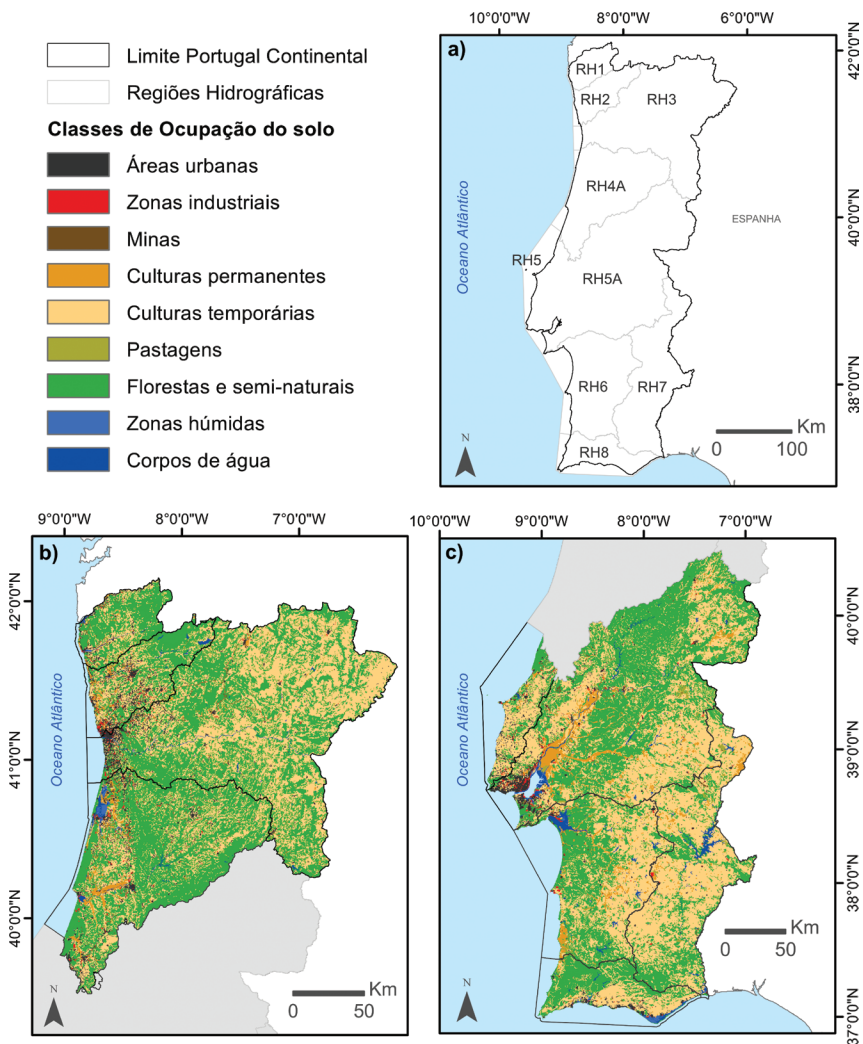 Limite Portugal Continental
Regiões Hidrográficas
Classes de Ocupação do solo
Áreas urbanas
Zonas industriais
Minas
Culturas permanentes
Culturas temporárias
Pastagens
Florestas e semi-naturais
Zonas húmidas
Corpos de água
10°0'0"W 8°0'0"W 6°0'0"W
a)
42°0'0"N
40°0'0"N
38°0'0"N
RH1
RH2
RH3
RH4A
RH5
RH5A
RH6
RH7
RH8
Oceano Atlântico
ESPANHA
N
Km
0 100
9°0'0"W 8°0'0"W 7°0'0"W
b)
42°0'0"N
41°0'0"N
40°0'0"N
Oceano Atlântico
N
Km
0 50
10°0'0"W 9°0'0"W 8°0'0"W 7°0'0"W
c)
40°0'0"N
39°0'0"N
38°0'0"N
37°0'0"N
Oceano Atlântico
N
Km
0 50